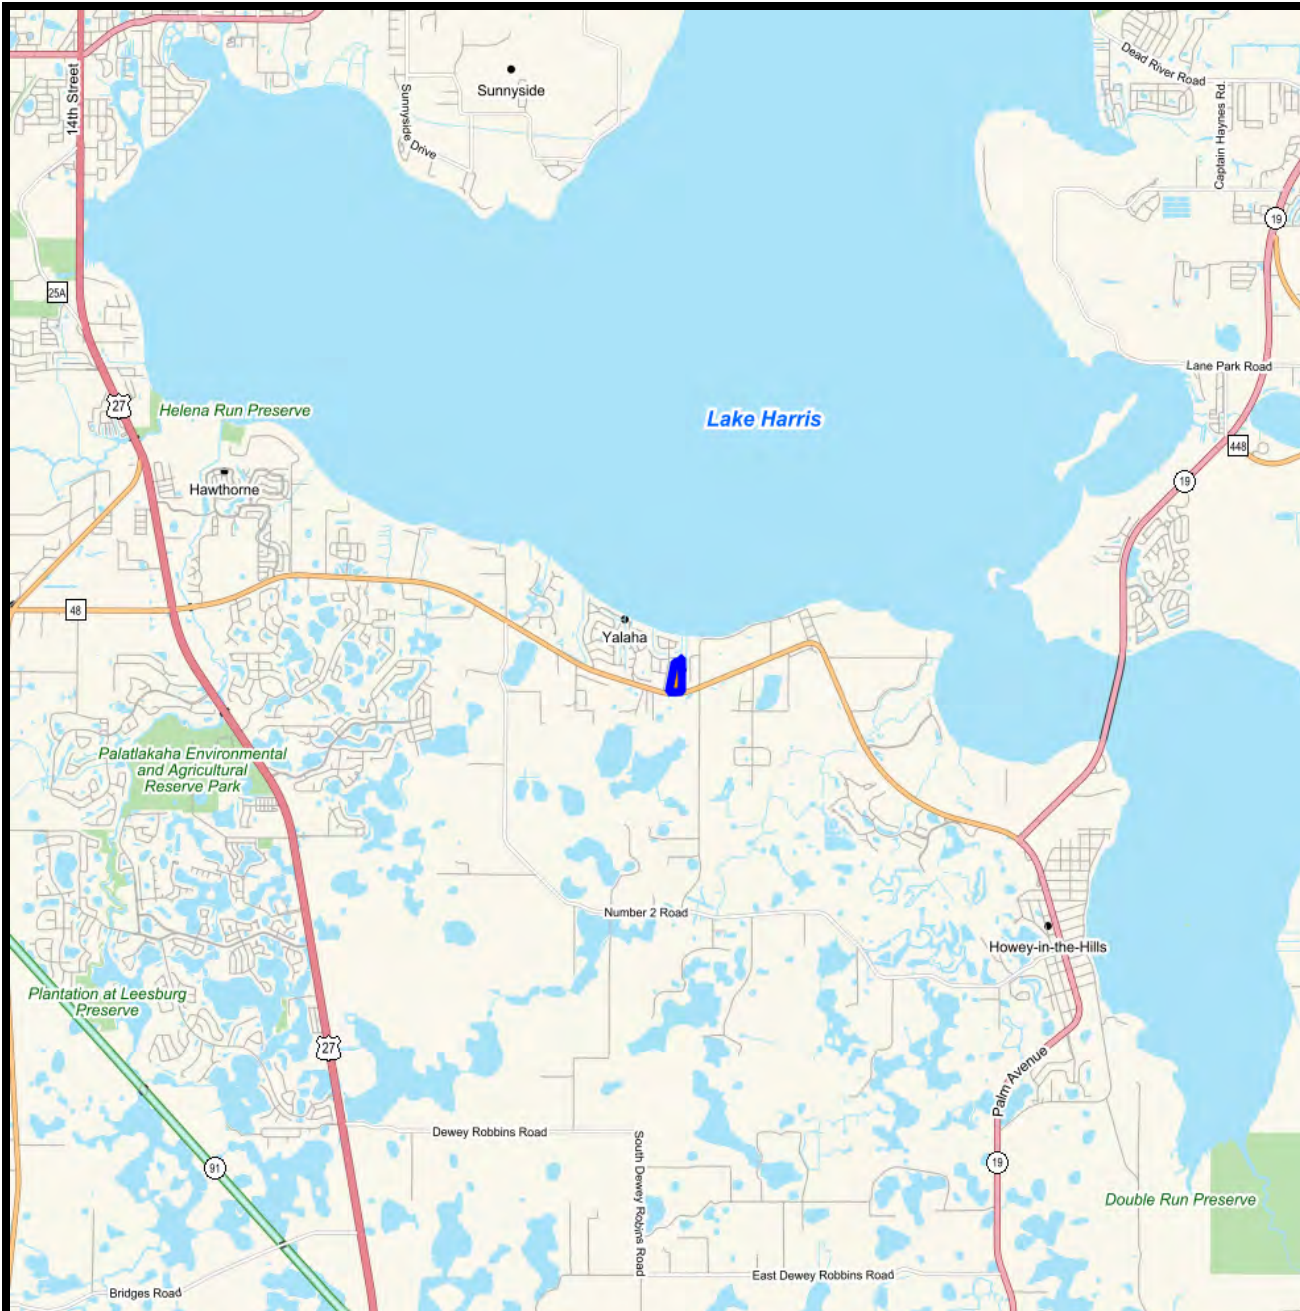 Dead River Road
14th Street
Sunnyside
Sunnyside Drive
Captain Haynes Rd.
19
25A
Lane Park Road
27
Helena Run Preserve
Lake Harris
448
19
Hawthorne
48
Yalaha
Palatlakaha Environmental
and Agricultural
Reserve Park
Number 2 Road
Howey-in-the-Hills
Plantation at Leesburg
Preserve
27
Palm Avenue
Dewey Robbins Road
South Dewey Robins Road
91
19
Double Run Preserve
East Dewey Robbins Road
Bridges Road